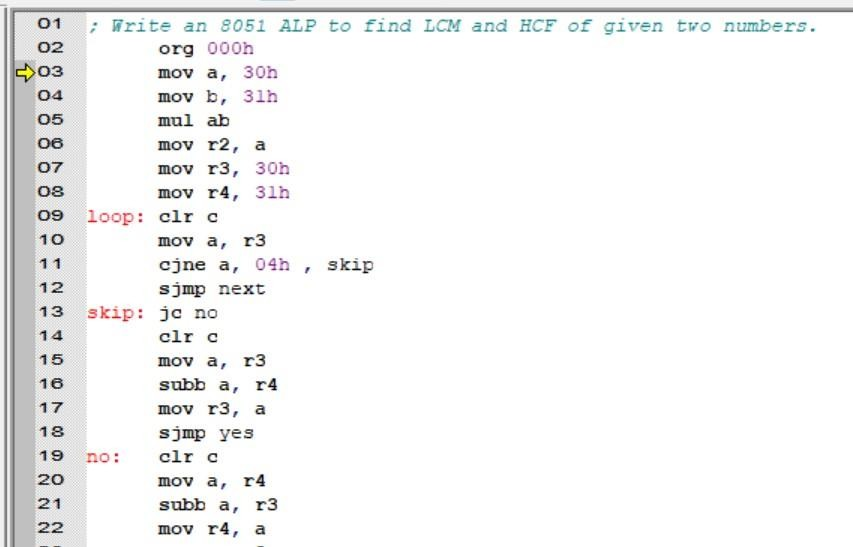 01 ; Write an 8051 ALP to find LCM and HCF of given two numbers.
02 org 000h
03 mov a, 30h
04 mov b, 31h
05 mul ab
06 mov r2, a
07 mov r3, 30h
08 mov r4, 31h
09 loop: clr c
10 mov a, r3
11 cjne a, 04h , skip
12 sjmp next
13 skip: jc no
14 clr c
15 mov a, r3
16 subb a, r4
17 mov r3, a
18 sjmp yes
19 no: clr c
20 mov a, r4
21 subb a, r3
22 mov r4, a